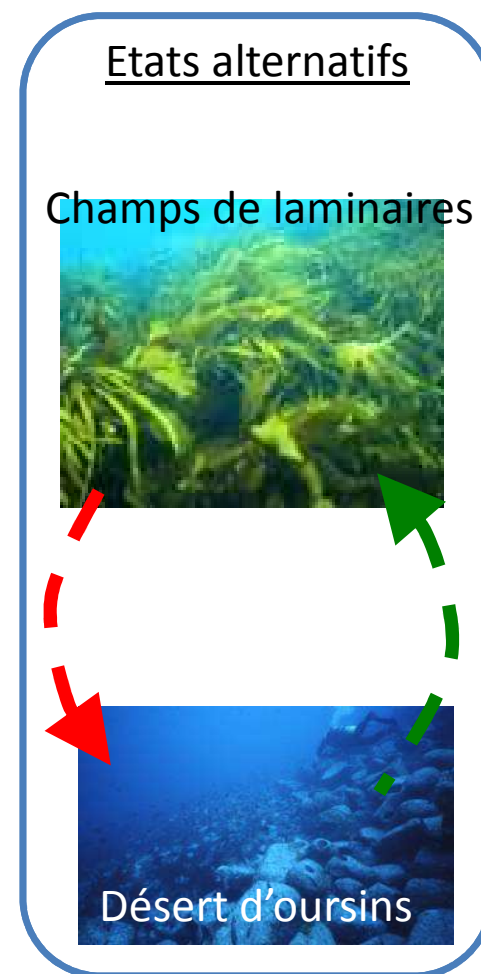 Etats alternatifs
Champs de laminaires
Désert d’oursins